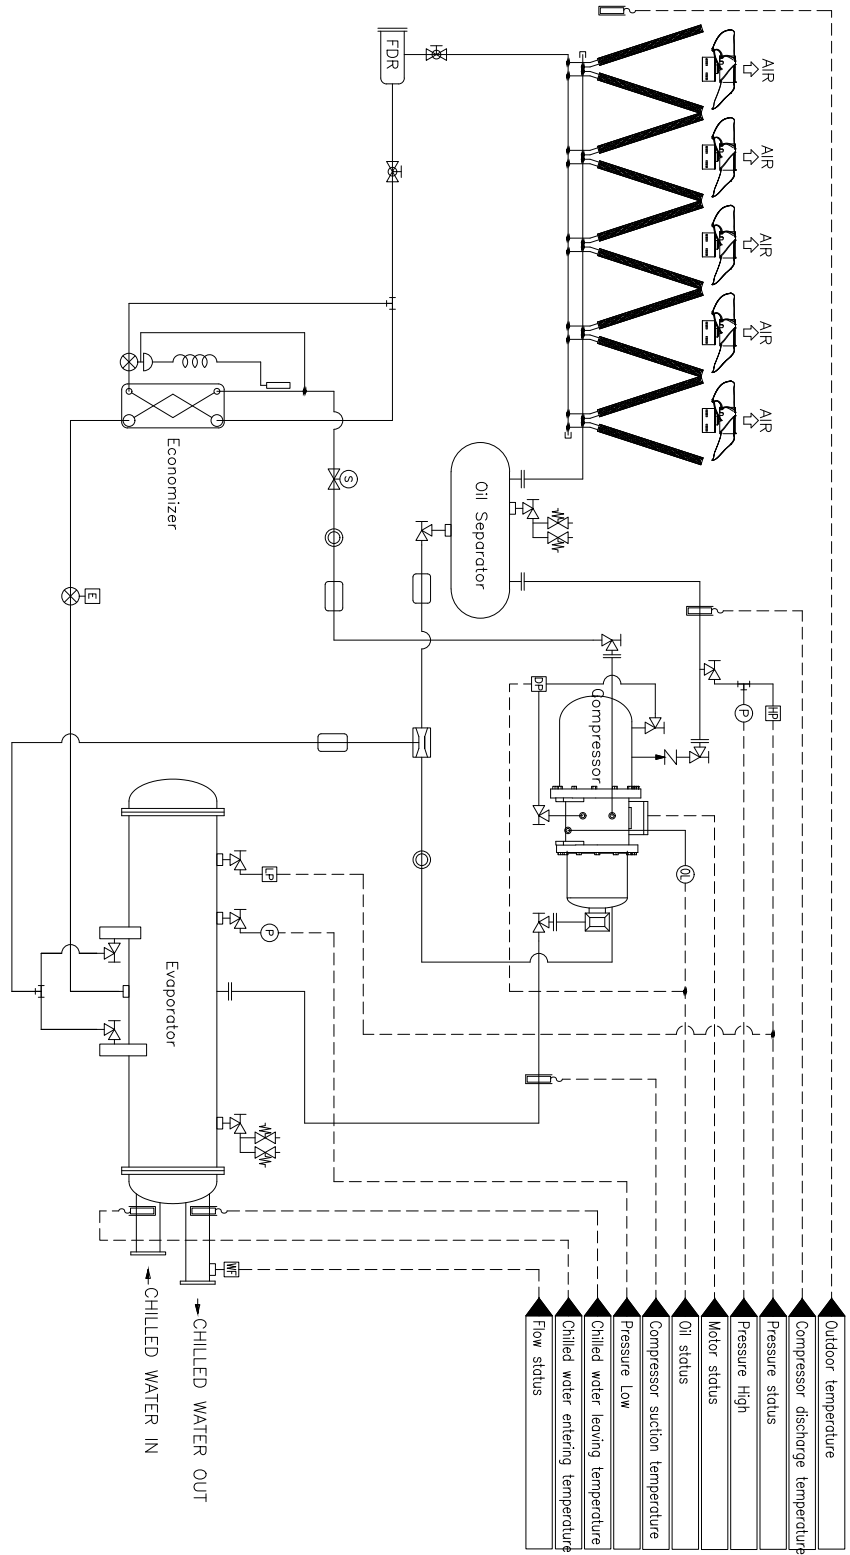 AIR
AIR
AIR
AIR
AIR
FDR
Economizer
S
E
Oil Separator
Compressor
DP
HP
P
OIL
LP
P
Evaporator
WF
CHILLED WATER IN
CHILLED WATER OUT
Outdoor temperature
Compressor discharge temperature
Pressure status
Pressure High
Motor status
Oil status
Compressor suction temperature
Pressure Low
Chilled water leaving temperature
Chilled water entering temperature
Flow status